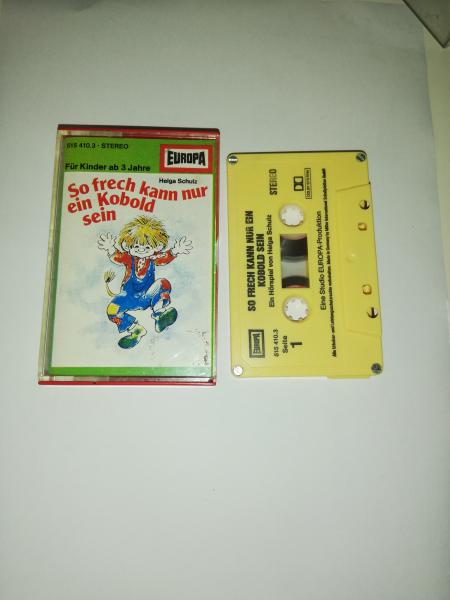 515 410.3 · STEREO
EUROPA
Für Kinder ab 3 Jahre
Helga Schulz
So frech kann nur
ein Kobold
sein
EUROPA
515 410.3
Seite
1
SO FRECH KANN NUR EIN
KOBOLD SEIN
Ein Hörspiel von Helga Schulz
STEREO
Eine Studio EUROPA-Produktion